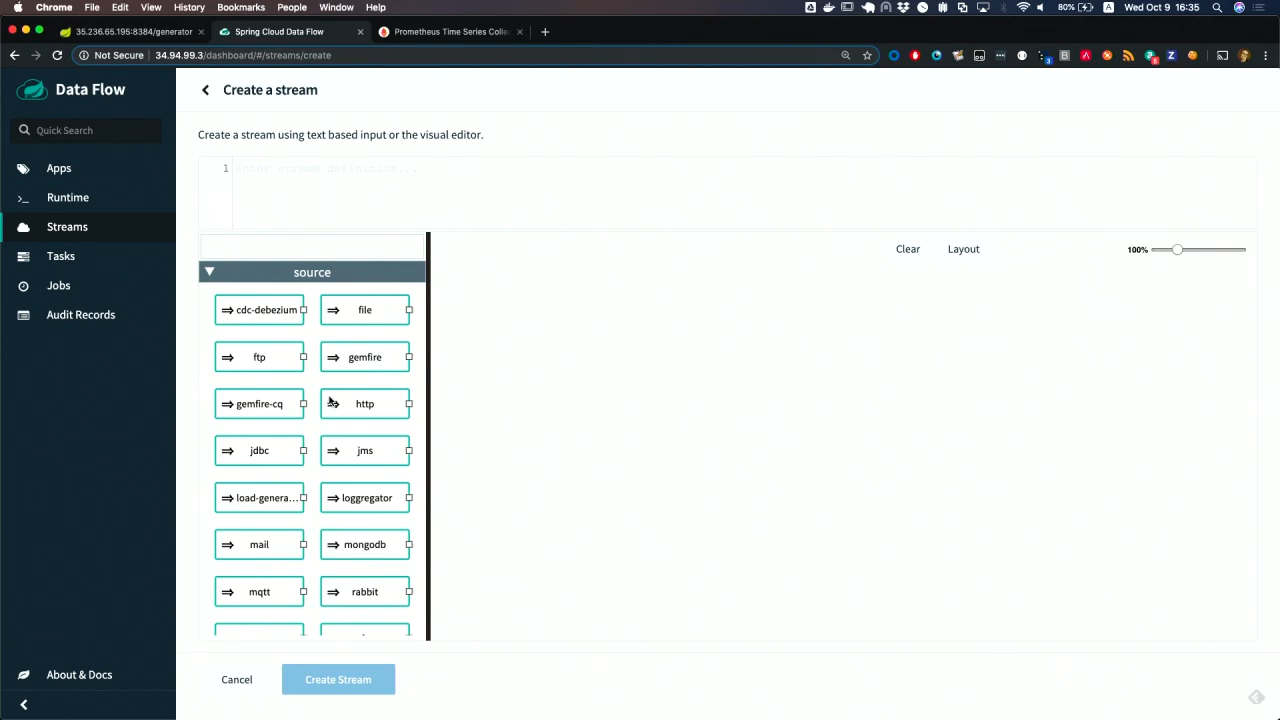 Chrome File Edit View History Bookmarks People Window Help
80% Wed Oct 9 16:35
35.236.65.195:8384/generator
Spring Cloud Data Flow
Prometheus Time Series Collec
Not Secure 34.94.99.3/dashboard/#/streams/create
Data Flow
Quick Search
Apps
Runtime
Streams
Tasks
Jobs
Audit Records
About & Docs
Create a stream
Create a stream using text based input or the visual editor.
1 Enter stream definition...
Clear Layout 100%
source
cdc-debezium file
ftp gemfire
gemfire-cq http
jdbc jms
load-genera... loggregator
mail mongodb
mqtt rabbit
Cancel Create Stream